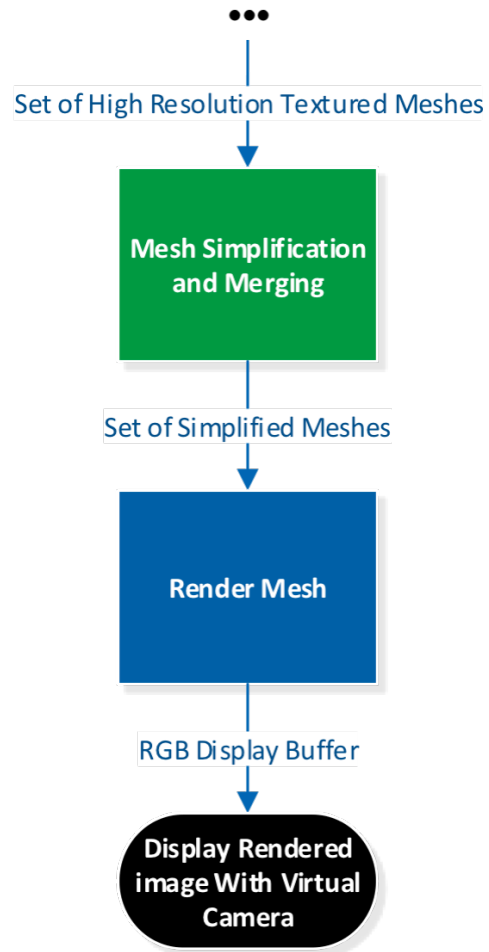 •••
Set of High Resolution Textured Meshes
Mesh Simplification
and Merging
Set of Simplified Meshes
Render Mesh
RGB Display Buffer
Display Rendered
image With Virtual
Camera